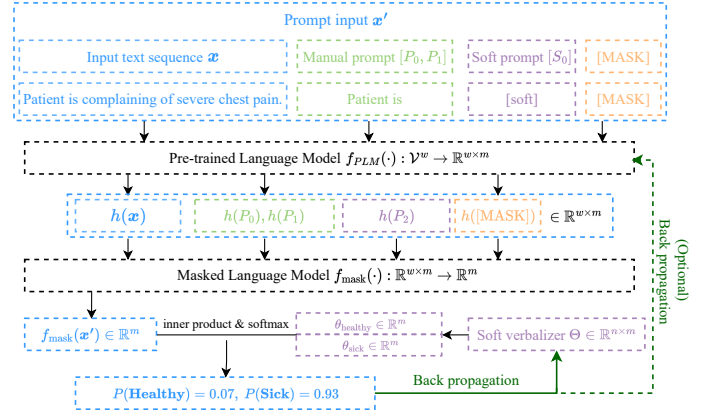 Prompt input x′
Input text sequence x
Manual prompt [P₀, P₁]
Soft prompt [S₀]
[MASK]
Patient is complaining of severe chest pain.
Patient is
[soft]
[MASK]
Pre-trained Language Model f_PLM(·) : 𝒱^w → ℝ^{w×m}
h(x)
h(P₀), h(P₁)
h(P₂)
h([MASK])
∈ ℝ^{w×m}
Masked Language Model f_mask(·) : ℝ^{w×m} → ℝ^m
(Optional)
Back propagation
f_mask(x′) ∈ ℝ^m
inner product & softmax
θ_healthy ∈ ℝ^m
θ_sick ∈ ℝ^m
Soft verbalizer Θ ∈ ℝ^{n×m}
P(Healthy) = 0.07, P(Sick) = 0.93
Back propagation